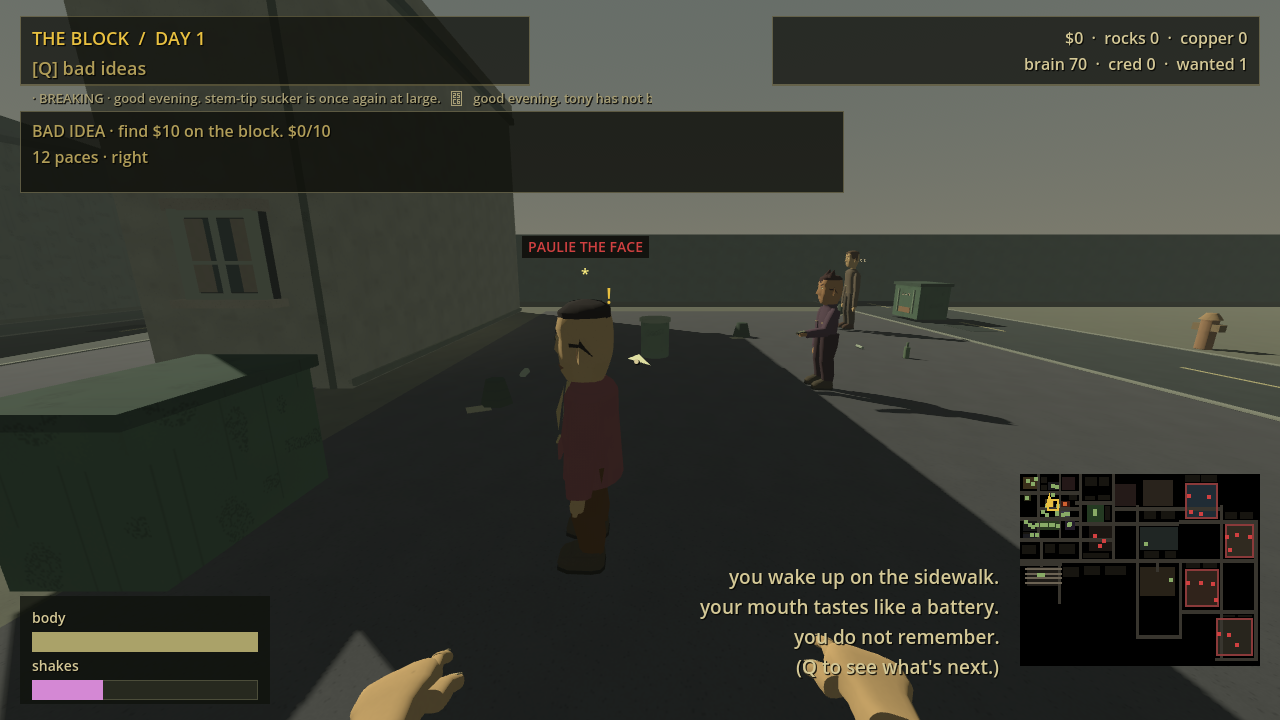 THE BLOCK / DAY 1
[Q] bad ideas
$0 · rocks 0 · copper 0
brain 70 · cred 0 · wanted 1
· BREAKING · good evening. stem-tip sucker is once again at large. good evening. tony has not
BAD IDEA · find $10 on the block. $0/10
12 paces · right
PAULIE THE FACE
*
!
you wake up on the sidewalk.
your mouth tastes like a battery.
you do not remember.
(Q to see what's next.)
body
shakes